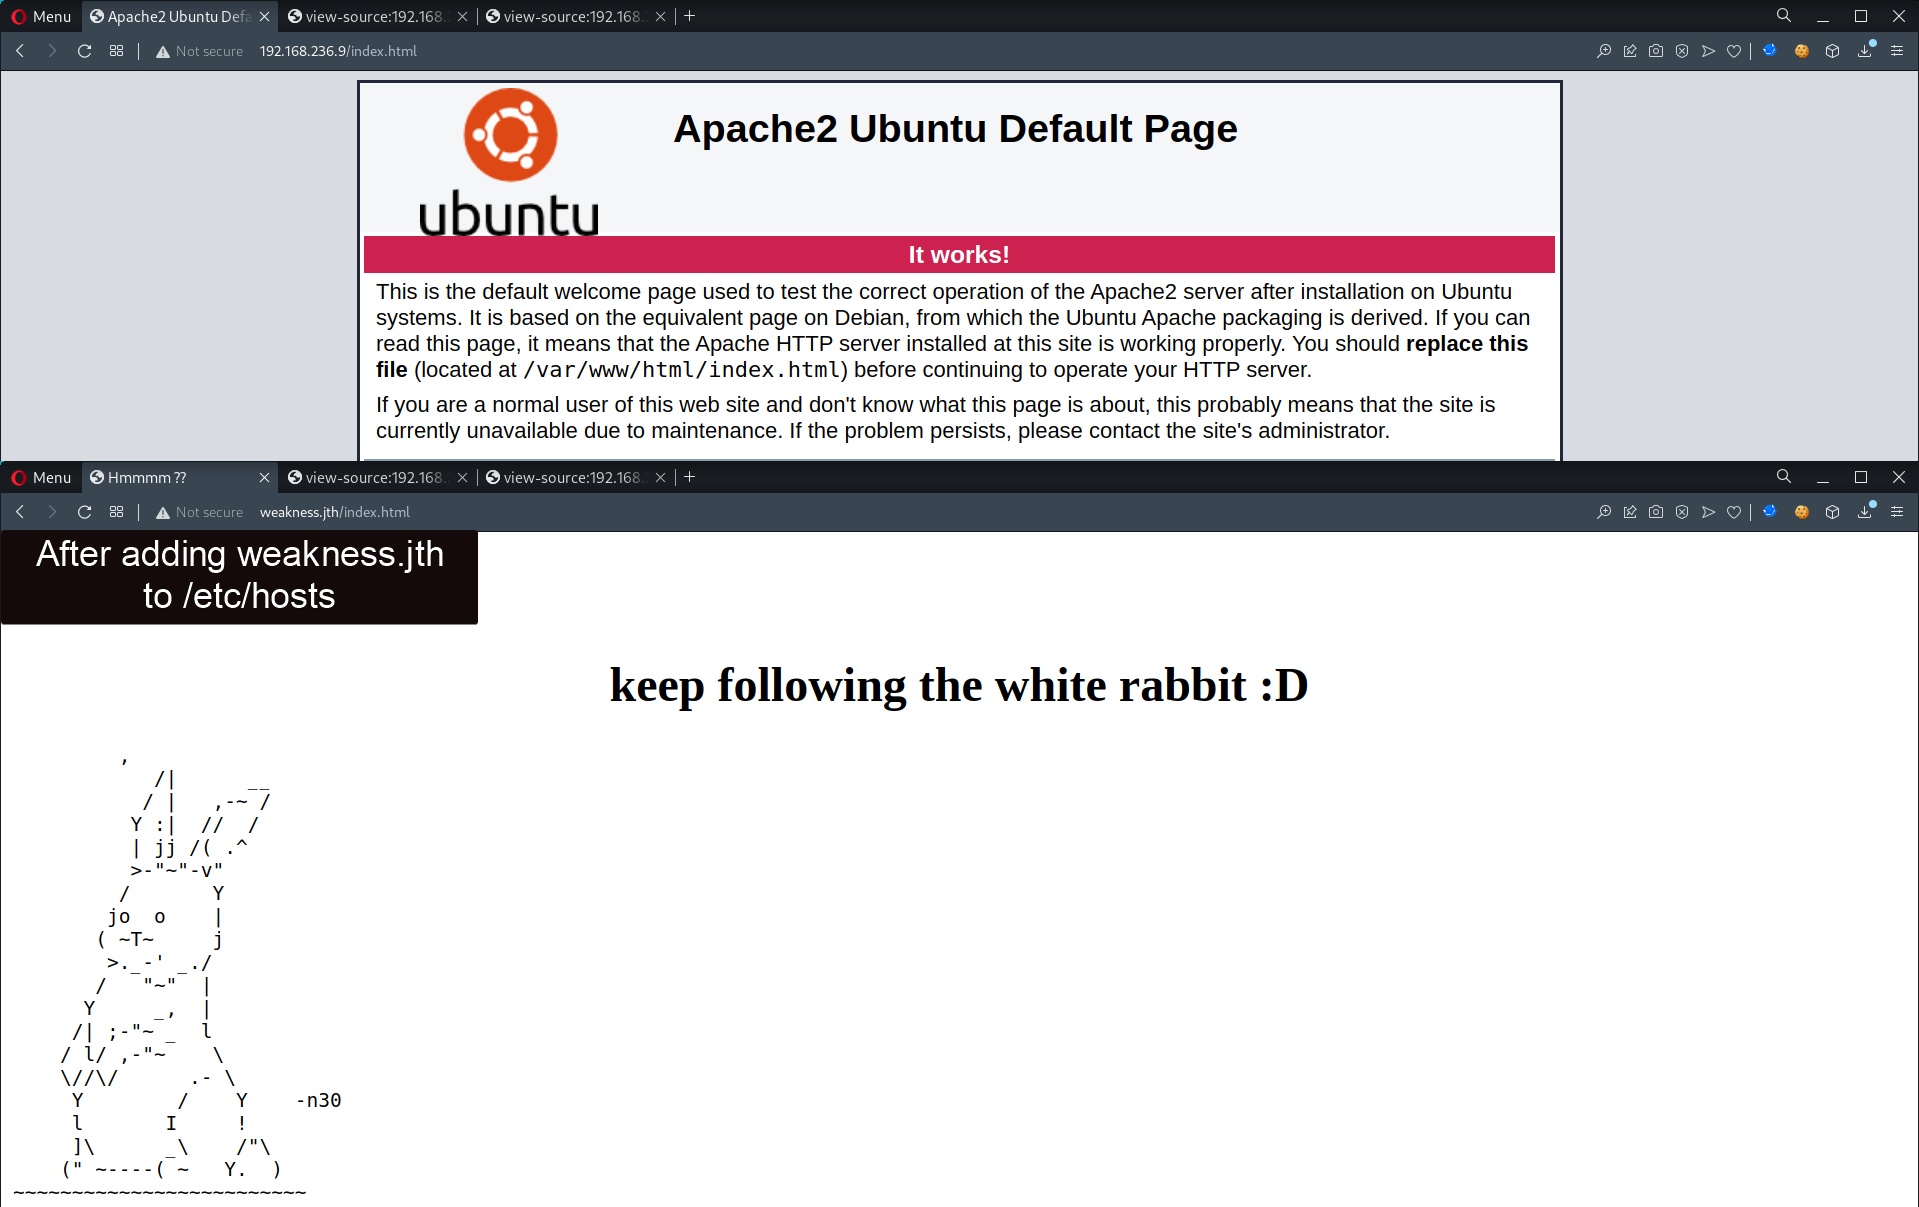 Menu Apache2 Ubuntu Def view-source:192.168. view-source:192.168.
Not secure 192.168.236.9/index.html
ubuntu
Apache2 Ubuntu Default Page
It works!
This is the default welcome page used to test the correct operation of the Apache2 server after installation on Ubuntu
systems. It is based on the equivalent page on Debian, from which the Ubuntu Apache packaging is derived. If you can
read this page, it means that the Apache HTTP server installed at this site is working properly. You should replace this
file (located at /var/www/html/index.html) before continuing to operate your HTTP server.
If you are a normal user of this web site and don't know what this page is about, this probably means that the site is
currently unavailable due to maintenance. If the problem persists, please contact the site's administrator.
Menu Hmmmm ?? view-source:192.168. view-source:192.168.
Not secure weakness.jth/index.html
After adding weakness.jth
to /etc/hosts
keep following the white rabbit :D
         ,
            /|      __
           / |   ,-~ /
          Y :|  //  /
          | jj /( .^
          >-"~"-v"
         /       Y
        jo  o    |
       ( ~T~     j
        >._-' _./
       /   "~"  |
      Y     _,  |
     /| ;-"~ _  l
    / l/ ,-"~    \
    \//\/      .- \
     Y        /    Y    -n30
     l       I     !
     ]\      _\    /"\
    (" ~----( ~   Y.  )
~~~~~~~~~~~~~~~~~~~~~~~~~